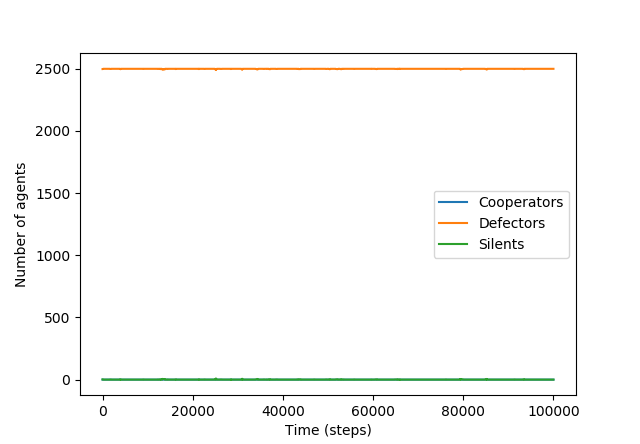 2500
2000
1500
1000
500
0
Number of agents
Cooperators
Defectors
Silents
0 20000 40000 60000 80000 100000
Time (steps)